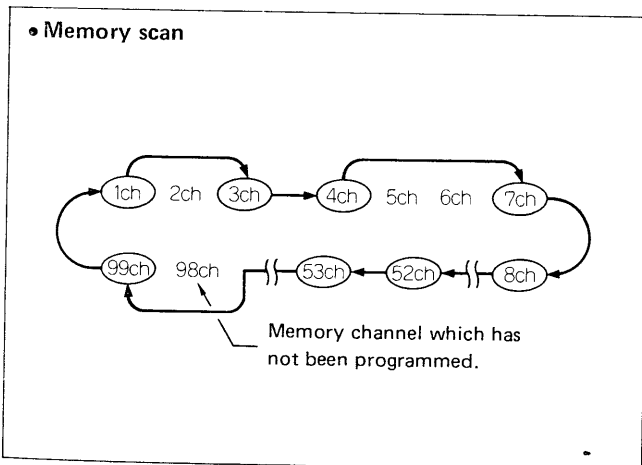 • Memory scan
1ch 2ch 3ch 4ch 5ch 6ch 7ch
99ch 98ch 53ch 52ch 8ch
Memory channel which has
not been programmed.